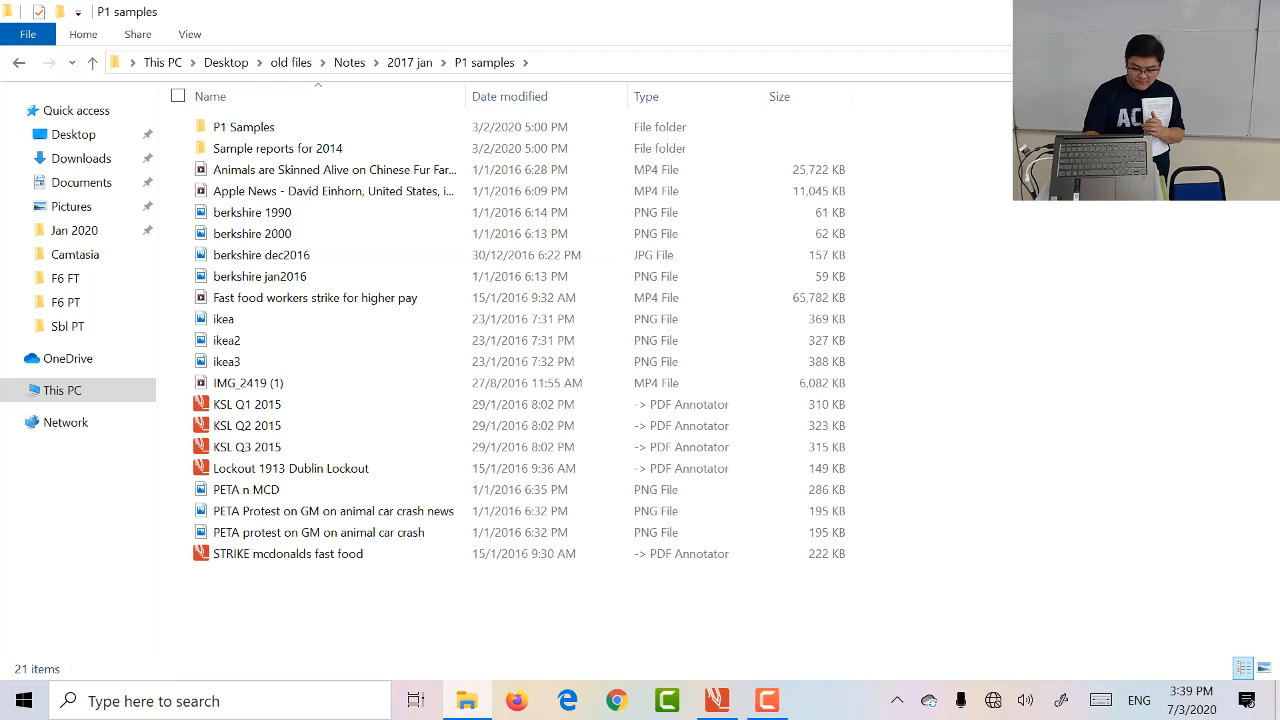 P1 samples
File Home Share View
This PC Desktop old files Notes 2017 jan P1 samples
Name Date modified Type Size
Quick access
Desktop
Downloads
Documents
Pictures
Jan 2020
Camtasia
F6 FT
F6 PT
Sbl PT
OneDrive
This PC
Network
P1 Samples 3/2/2020 5:00 PM File folder
Sample reports for 2014 3/2/2020 5:00 PM File folder
Animals are Skinned Alive on Chinese Fur Far... 1/1/2016 6:28 PM MP4 File 25,722 KB
Apple News - David Einhorn, United States, i... 1/1/2016 6:09 PM MP4 File 11,045 KB
berkshire 1990 1/1/2016 6:14 PM PNG File 61 KB
berkshire 2000 1/1/2016 6:13 PM PNG File 62 KB
berkshire dec2016 30/12/2016 6:22 PM JPG File 157 KB
berkshire jan2016 1/1/2016 6:13 PM PNG File 59 KB
Fast food workers strike for higher pay 15/1/2016 9:32 AM MP4 File 65,782 KB
ikea 23/1/2016 7:31 PM PNG File 369 KB
ikea2 23/1/2016 7:31 PM PNG File 327 KB
ikea3 23/1/2016 7:32 PM PNG File 388 KB
IMG_2419 (1) 27/8/2016 11:55 AM MP4 File 6,082 KB
KSL Q1 2015 29/1/2016 8:02 PM -> PDF Annotator 310 KB
KSL Q2 2015 29/1/2016 8:02 PM -> PDF Annotator 323 KB
KSL Q3 2015 29/1/2016 8:02 PM -> PDF Annotator 315 KB
Lockout 1913 Dublin Lockout 15/1/2016 9:36 AM -> PDF Annotator 149 KB
PETA n MCD 1/1/2016 6:35 PM PNG File 286 KB
PETA Protest on GM on animal car crash news 1/1/2016 6:32 PM PNG File 195 KB
PETA protest on GM on animal car crash 1/1/2016 6:32 PM PNG File 195 KB
STRIKE mcdonalds fast food 15/1/2016 9:30 AM -> PDF Annotator 222 KB
AC
21 items
Type here to search
ENG
3:39 PM
7/3/2020